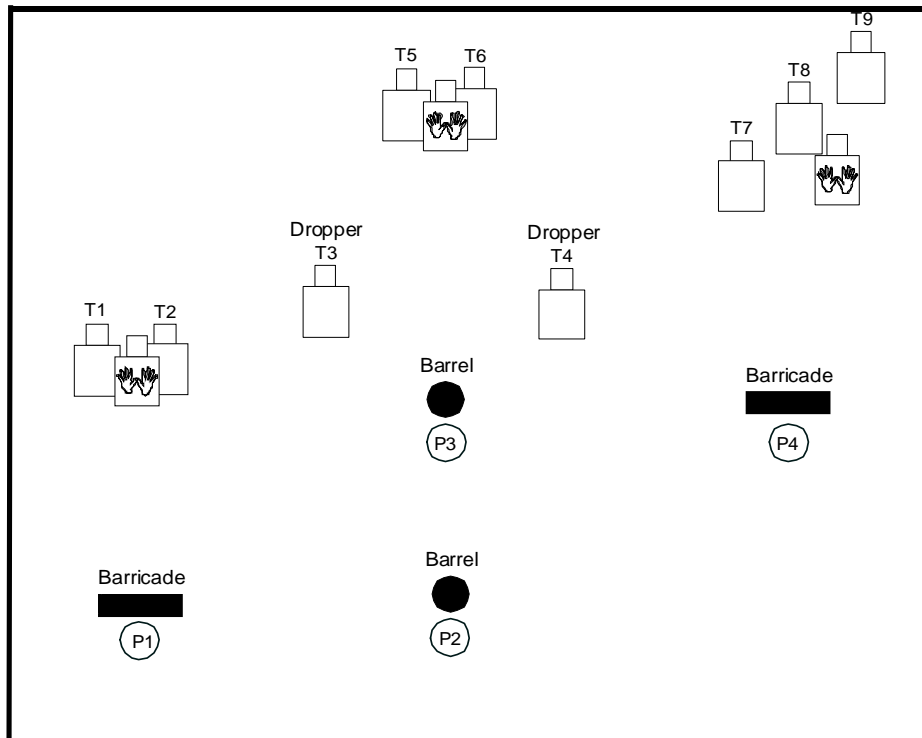 T9
T5 T6
T8
T7
Dropper Dropper
T3 T4
T1 T2
Barrel
Barricade
P3 P4
Barrel
Barricade
P1 P2